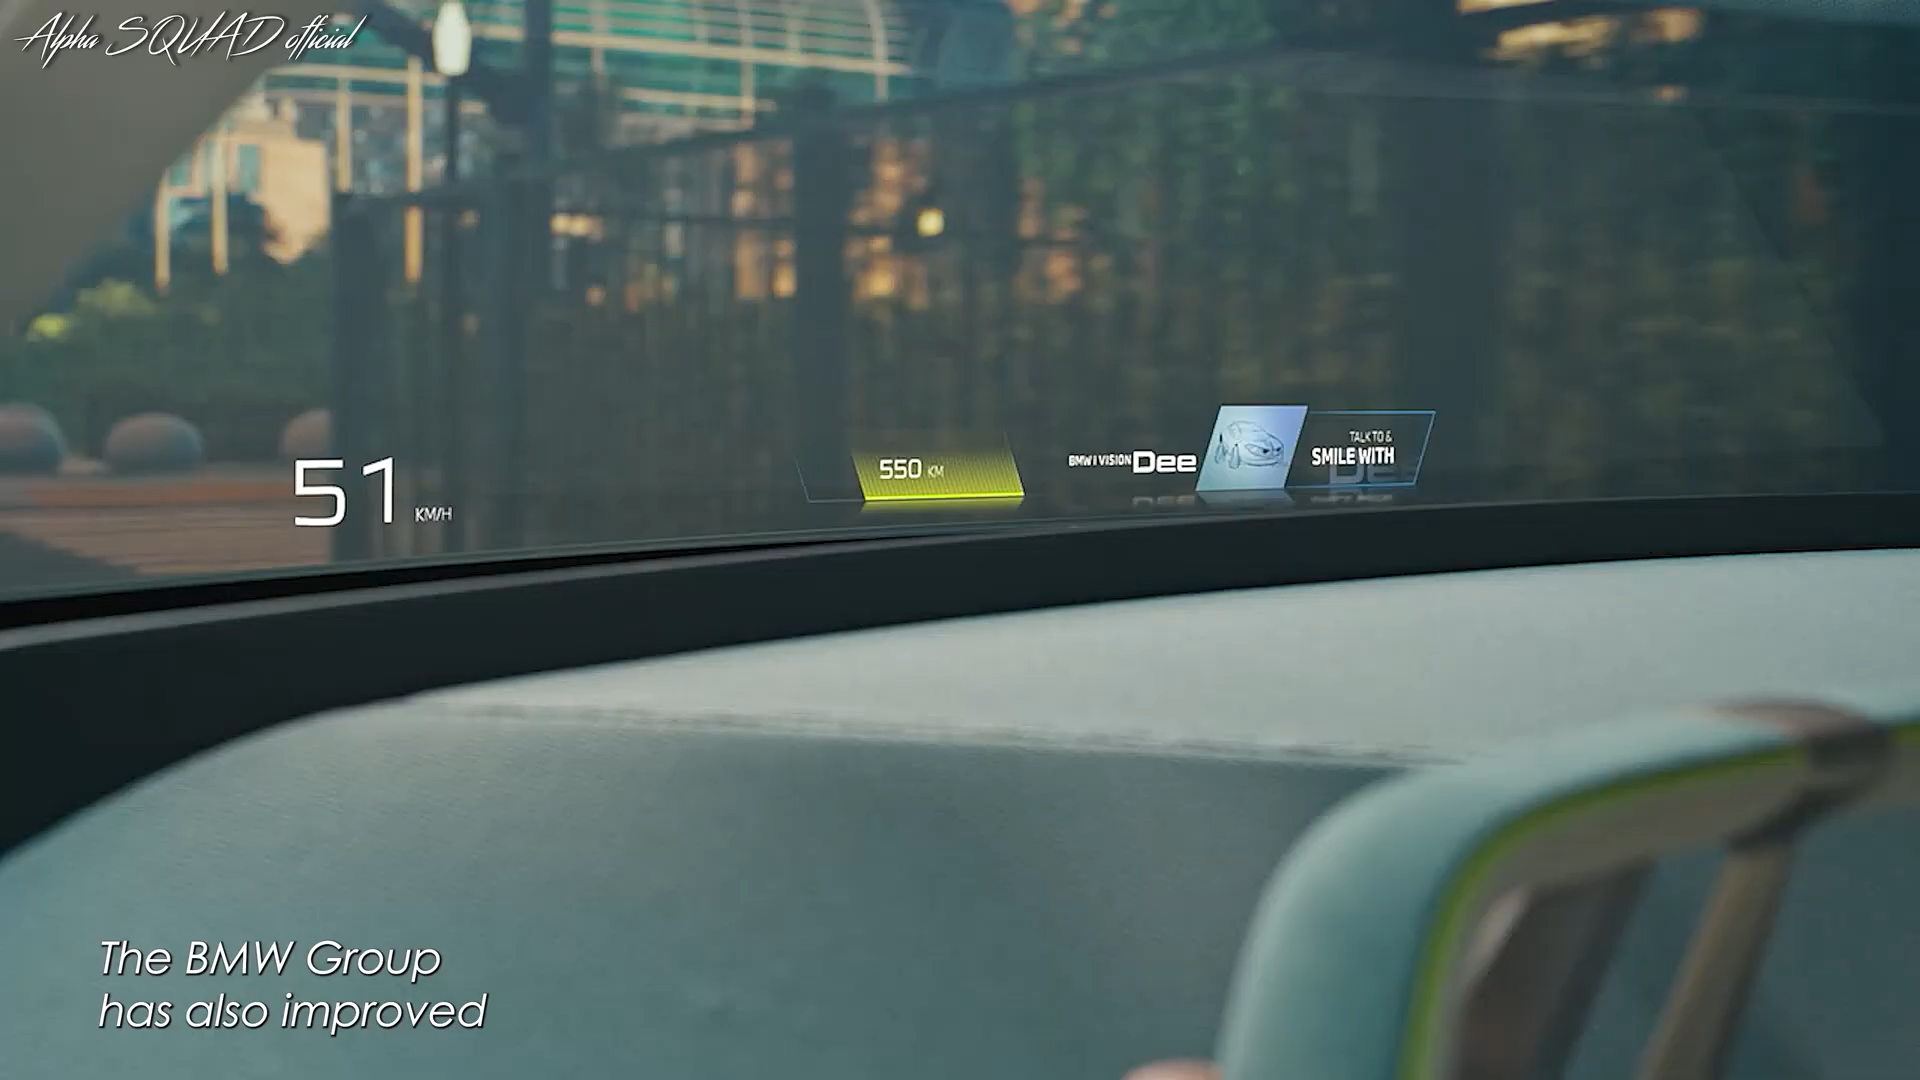 Alpha SQUAD official
51 KM/H
550 KM
BMW I VISION Dee
TALK TO &
SMILE WITH
The BMW Group
has also improved